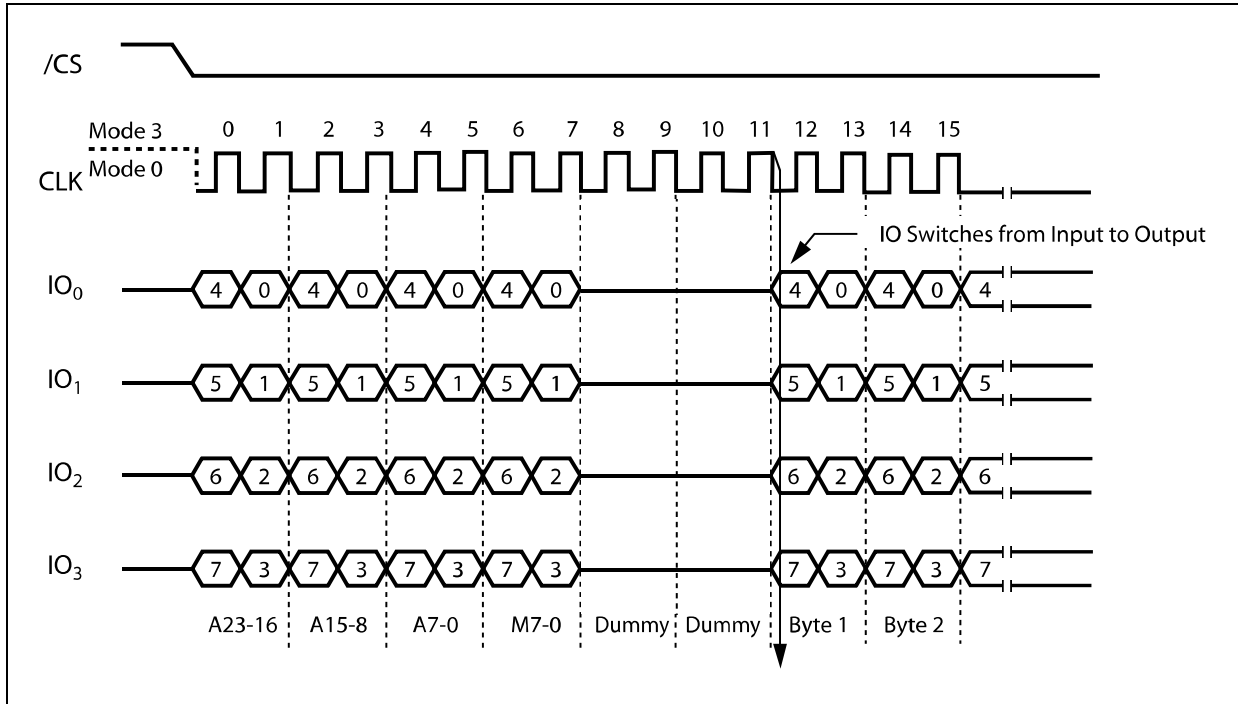 /CS
Mode 3 0 1 2 3 4 5 6 7 8 9 10 11 12 13 14 15
CLK Mode 0
IO Switches from Input to Output
IO0 4 0 4 0 4 0 4 0 4 0 4 0 4
IO1 5 1 5 1 5 1 5 1 5 1 5 1 5
IO2 6 2 6 2 6 2 6 2 6 2 6 2 6
IO3 7 3 7 3 7 3 7 3 7 3 7 3 7
A23-16 A15-8 A7-0 M7-0 Dummy Dummy Byte 1 Byte 2